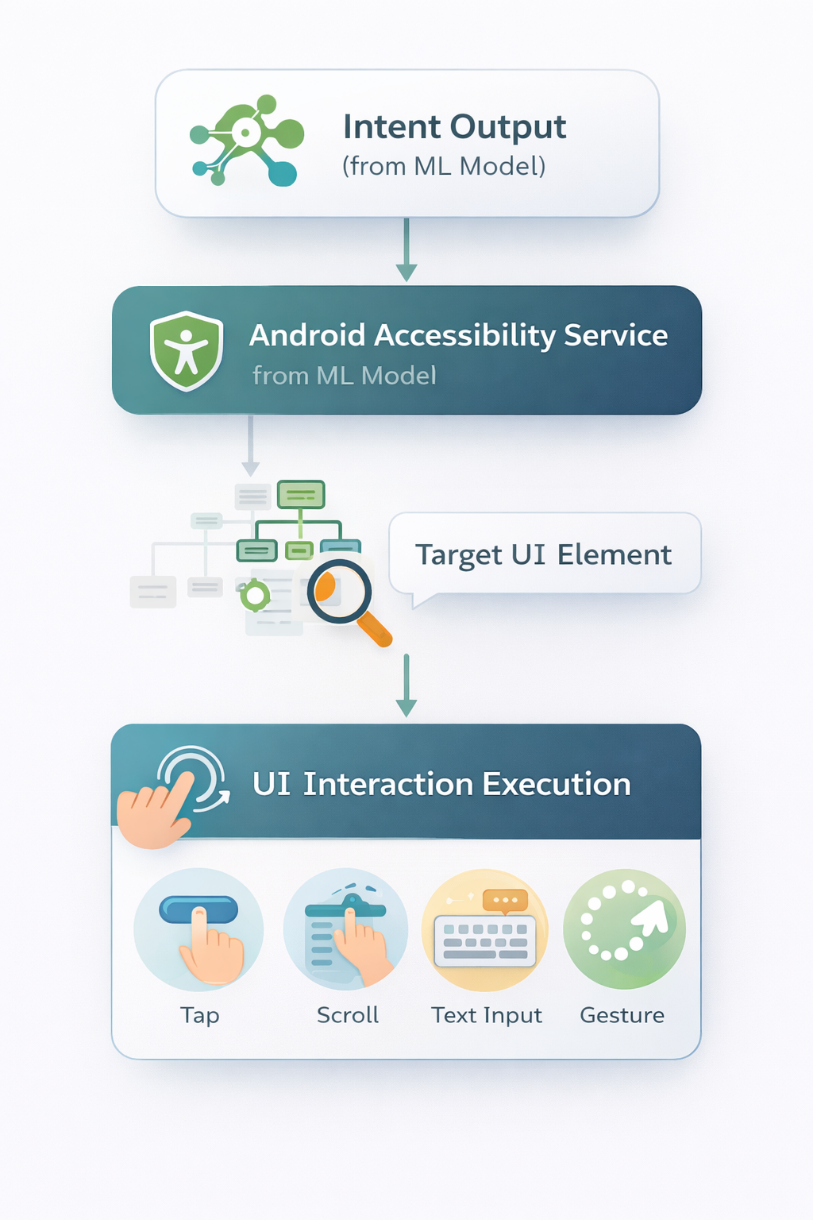 Intent Output
(from ML Model)
Android Accessibility Service
from ML Model
Target UI Element
UI Interaction Execution
Tap
Scroll
Text Input
Gesture